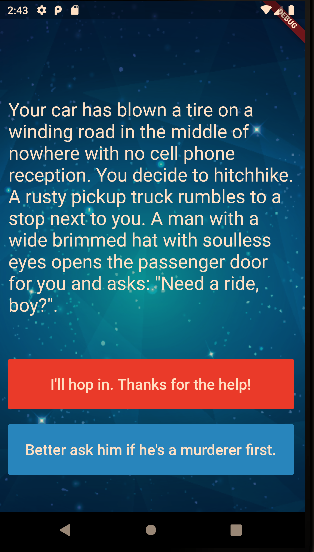 2:43
DEBUG
Your car has blown a tire on a
winding road in the middle of
nowhere with no cell phone
reception. You decide to hitchhike.
A rusty pickup truck rumbles to a
stop next to you. A man with a
wide brimmed hat with soulless
eyes opens the passenger door
for you and asks: "Need a ride,
boy?".
I'll hop in. Thanks for the help!
Better ask him if he's a murderer first.